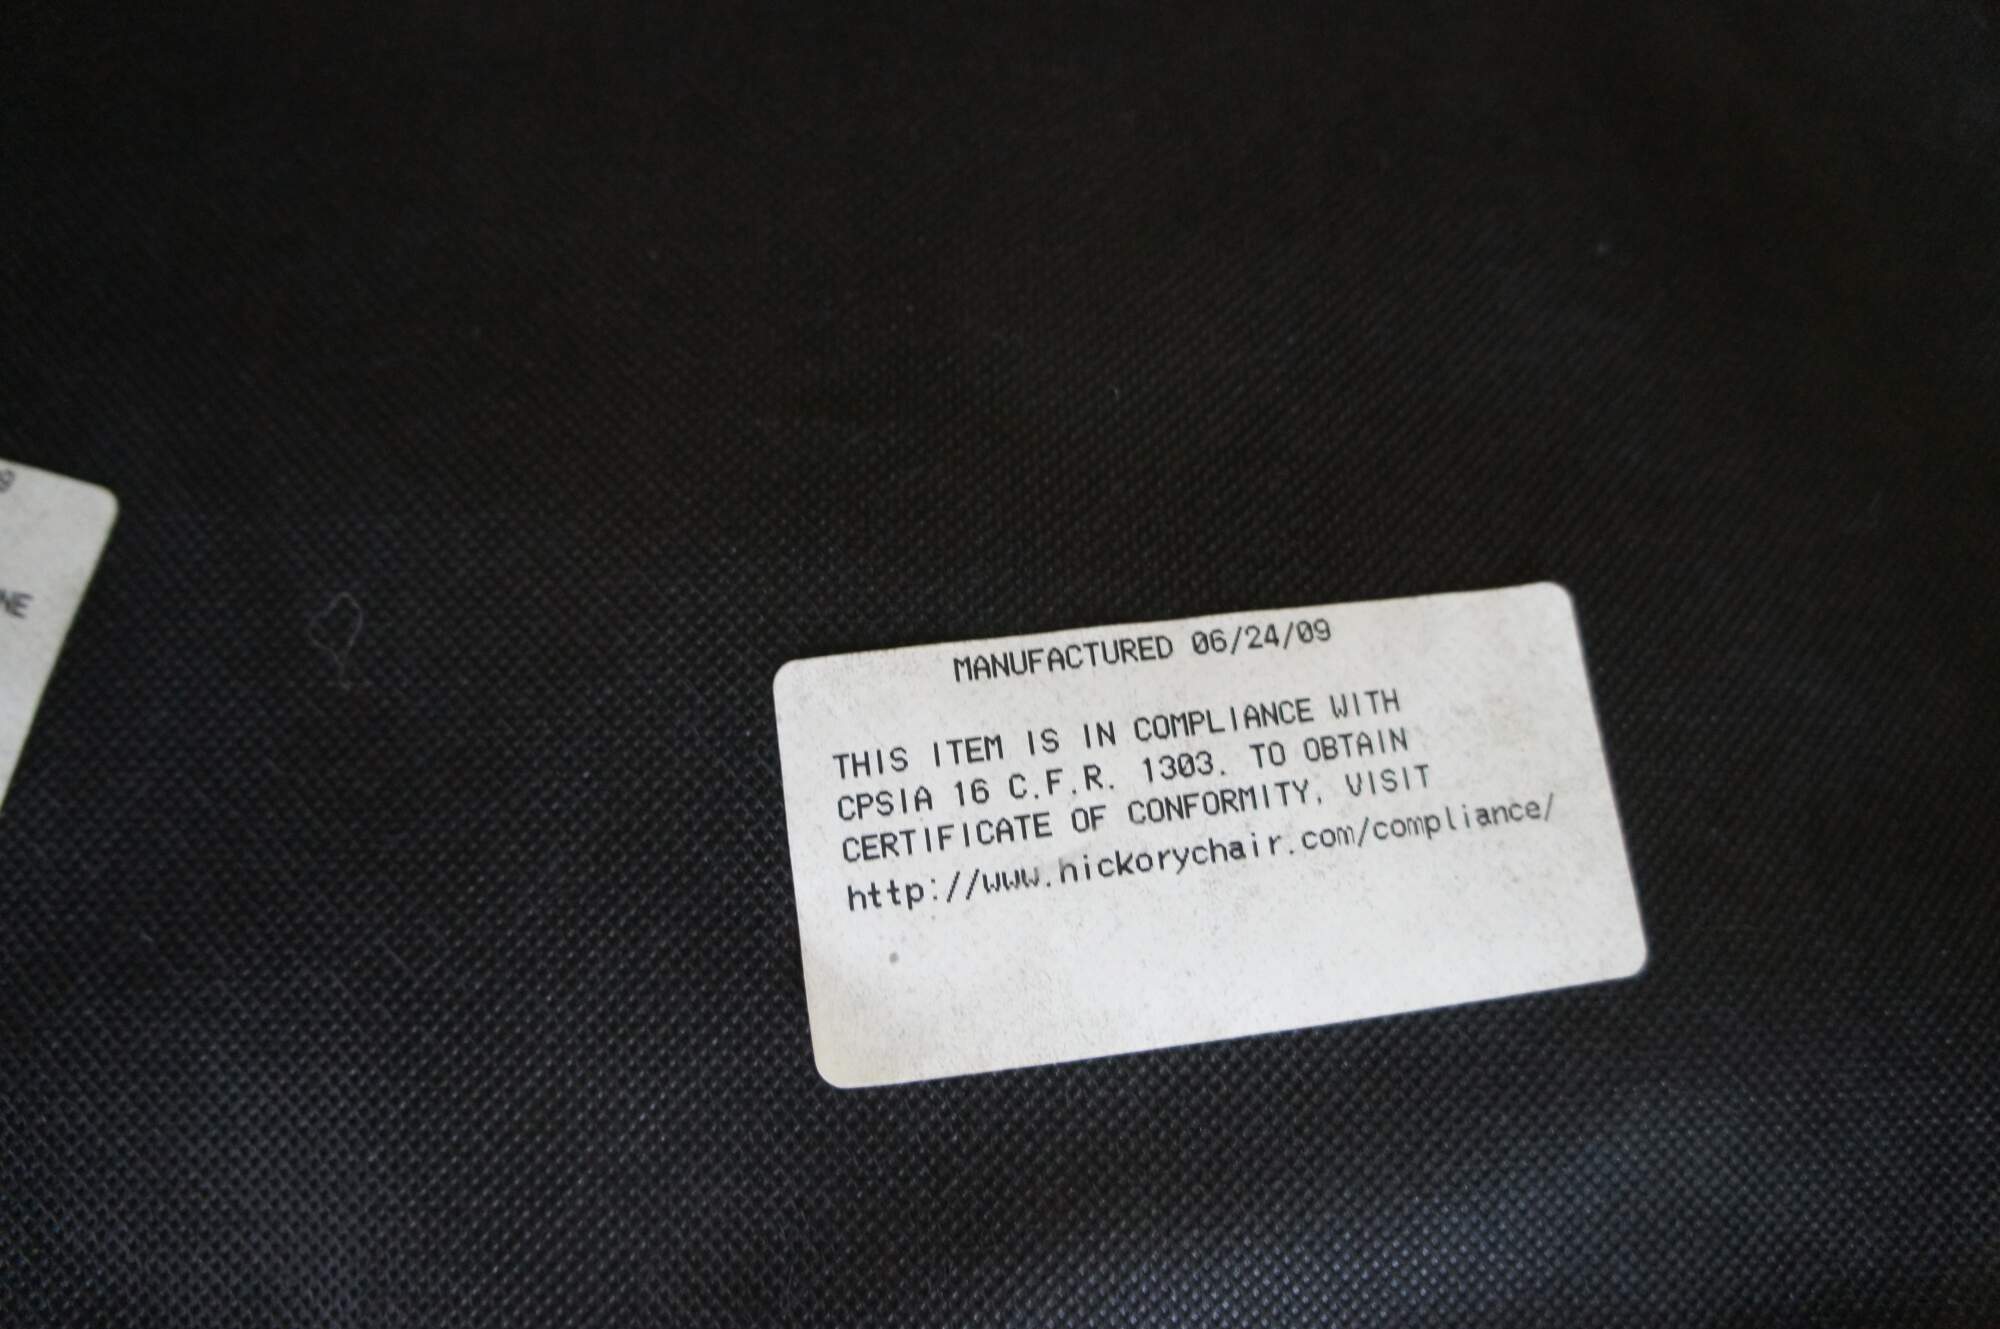 MANUFACTURED 06/24/09
THIS ITEM IS IN COMPLIANCE WITH
CPSIA 16 C.F.R. 1303. TO OBTAIN
CERTIFICATE OF CONFORMITY, VISIT
http://www.hickorychair.com/compliance/